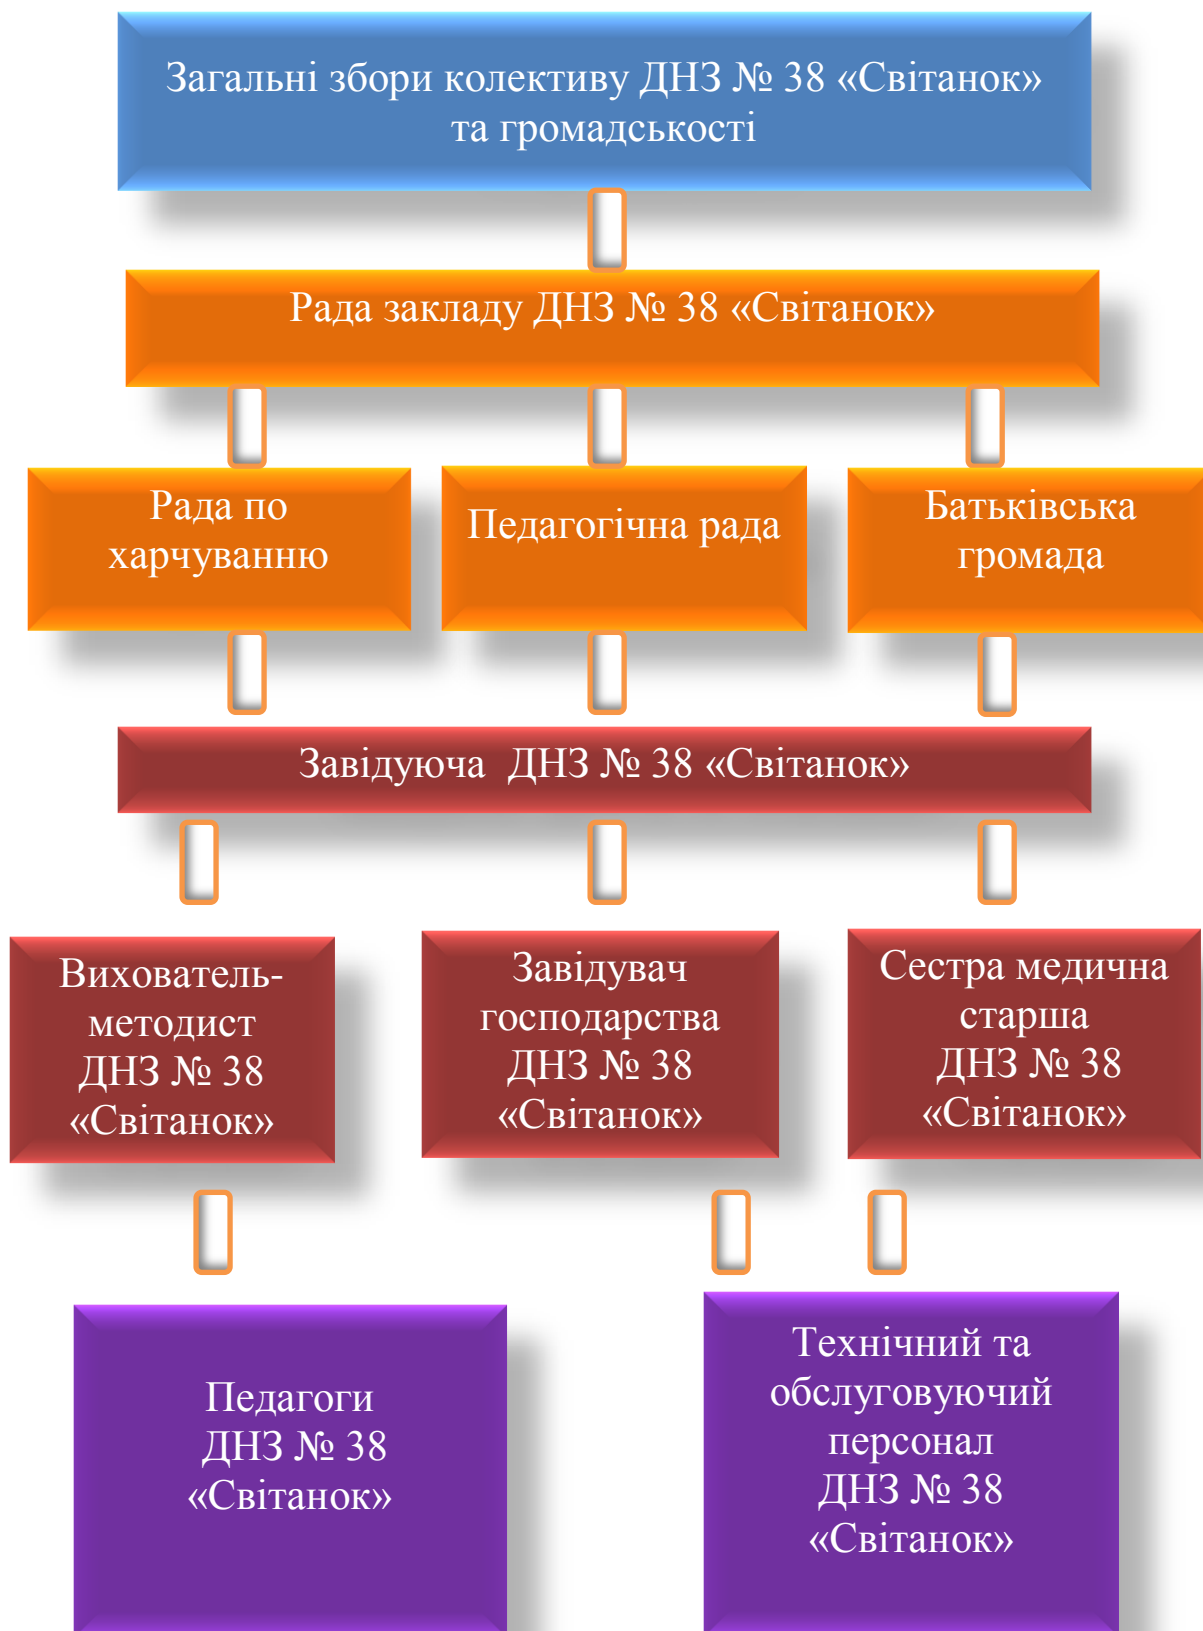 Загальні збори колективу ДНЗ № 38 «Світанок»
та громадськості
Рада закладу ДНЗ № 38 «Світанок»
Рада по
харчуванню
Педагогічна рада
Батьківська
громада
Завідуюча ДНЗ № 38 «Світанок»
Вихователь-
методист
ДНЗ № 38
«Світанок»
Завідувач
господарства
ДНЗ № 38
«Світанок»
Сестра медична
старша
ДНЗ № 38
«Світанок»
Педагоги
ДНЗ № 38
«Світанок»
Технічний та
обслуговуючий
персонал
ДНЗ № 38
«Світанок»